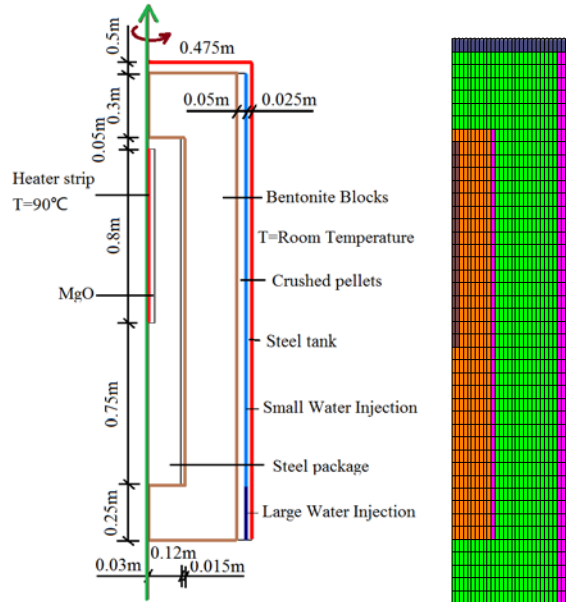 0.5m
0.475m
0.3m
0.05m
0.025m
0.05m
Heater strip
T=90℃
Bentonite Blocks
T=Room Temperature
0.8m
Crushed pellets
MgO
Steel tank
0.75m
Small Water Injection
Steel package
0.25m
Large Water Injection
0.12m
0.03m
0.015m